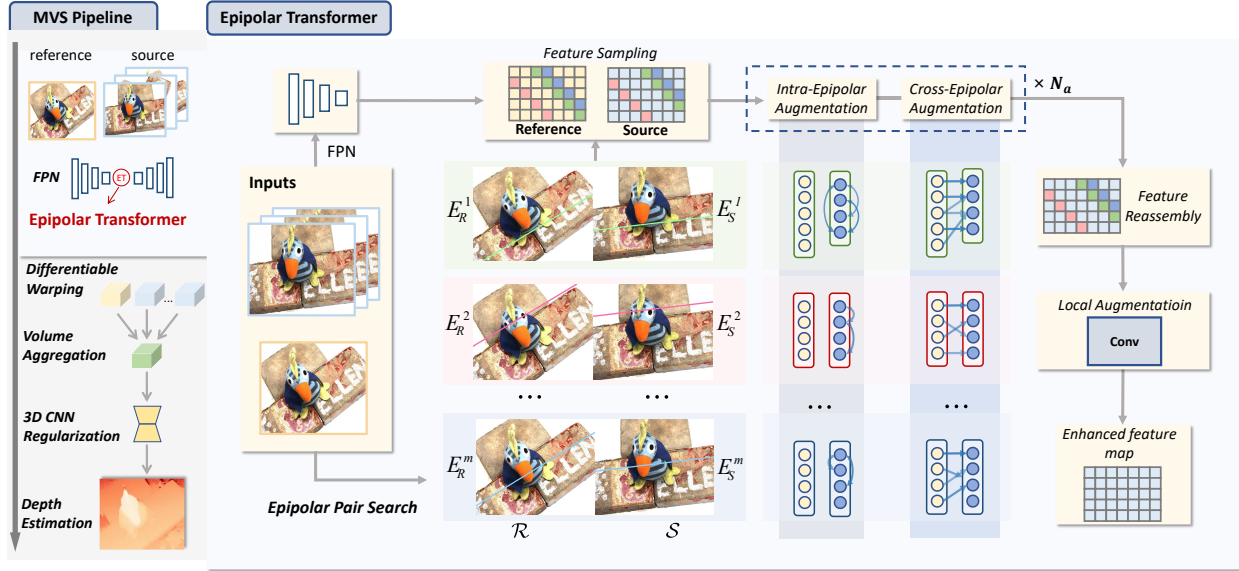 MVS Pipeline
reference
source
FPN
ET
Epipolar Transformer
Differentiable
Warping
...
Volume
Aggregation
3D CNN
Regularization
Depth
Estimation
Epipolar Transformer
FPN
Inputs
ELLEN
Epipolar Pair Search
Feature Sampling
Reference
Source
E_R^1
E_S^1
E_R^2
E_S^2
... ...
E_R^m
E_S^m
R
S
Intra-Epipolar
Augmentation
Cross-Epipolar
Augmentation
× N_a
... ...
Feature
Reassembly
Local Augmentatioin
Conv
Enhanced feature
map